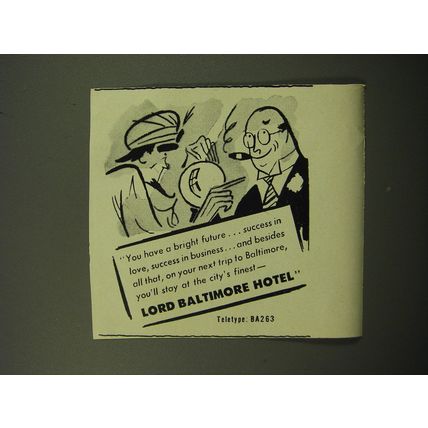 "You have a bright future . . . success in
love, success in business . . . and besides
all that, on your next trip to Baltimore,
you'll stay at the city's finest—
LORD BALTIMORE HOTEL"
Teletype: BA263